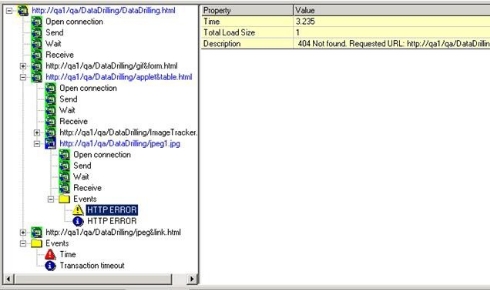 http://qa1/qa/DataDrilling/DataDrilling.html
Open connection
Send
Wait
Receive
http://qa1/qa/DataDrilling/gif&form.html
http://qa1/qa/DataDrilling/applet&table.html
Open connection
Send
Wait
Receive
http://qa1/qa/DataDrilling/ImageTracker.
http://qa1/qa/DataDrilling/jpeg1.jpg
Open connection
Send
Wait
Receive
Events
HTTP ERROR
HTTP ERROR
http://qa1/qa/DataDrilling/jpeg&link.html
Events
Time
Transaction timeout
Property Value
Time 3.235
Total Load Size 1
Description 404 Not found. Requested URL: http://qa1/qa/DataDrillin